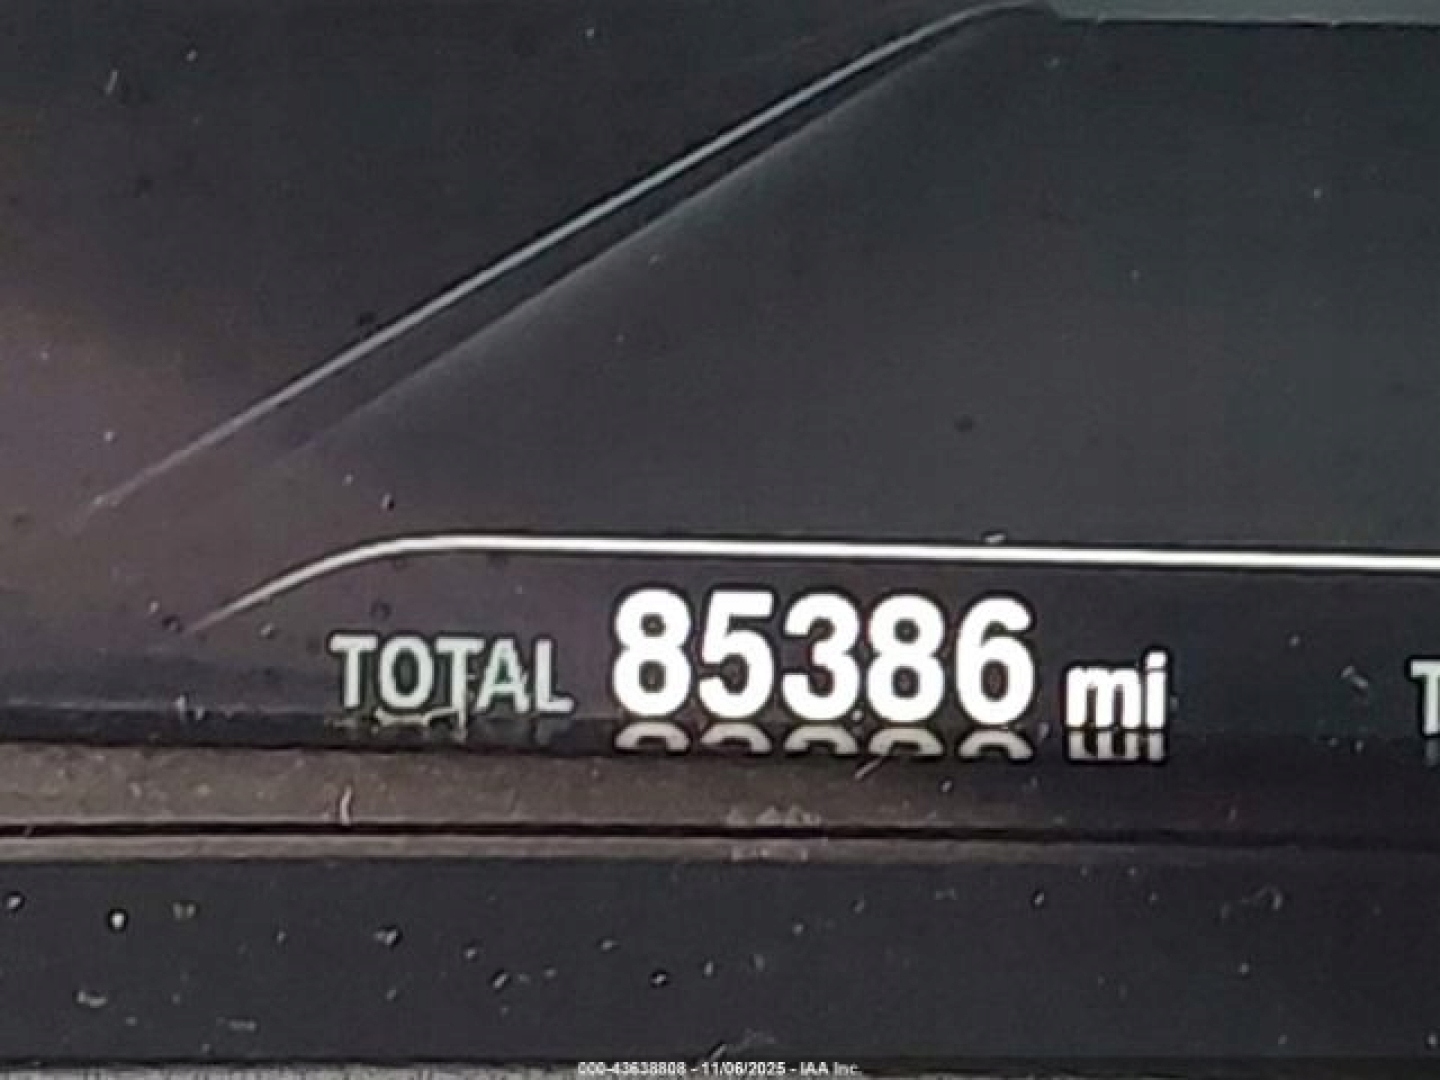 TOTAL 85386 mi T
000-43638808 - 11/06/2025 - IAA Inc.